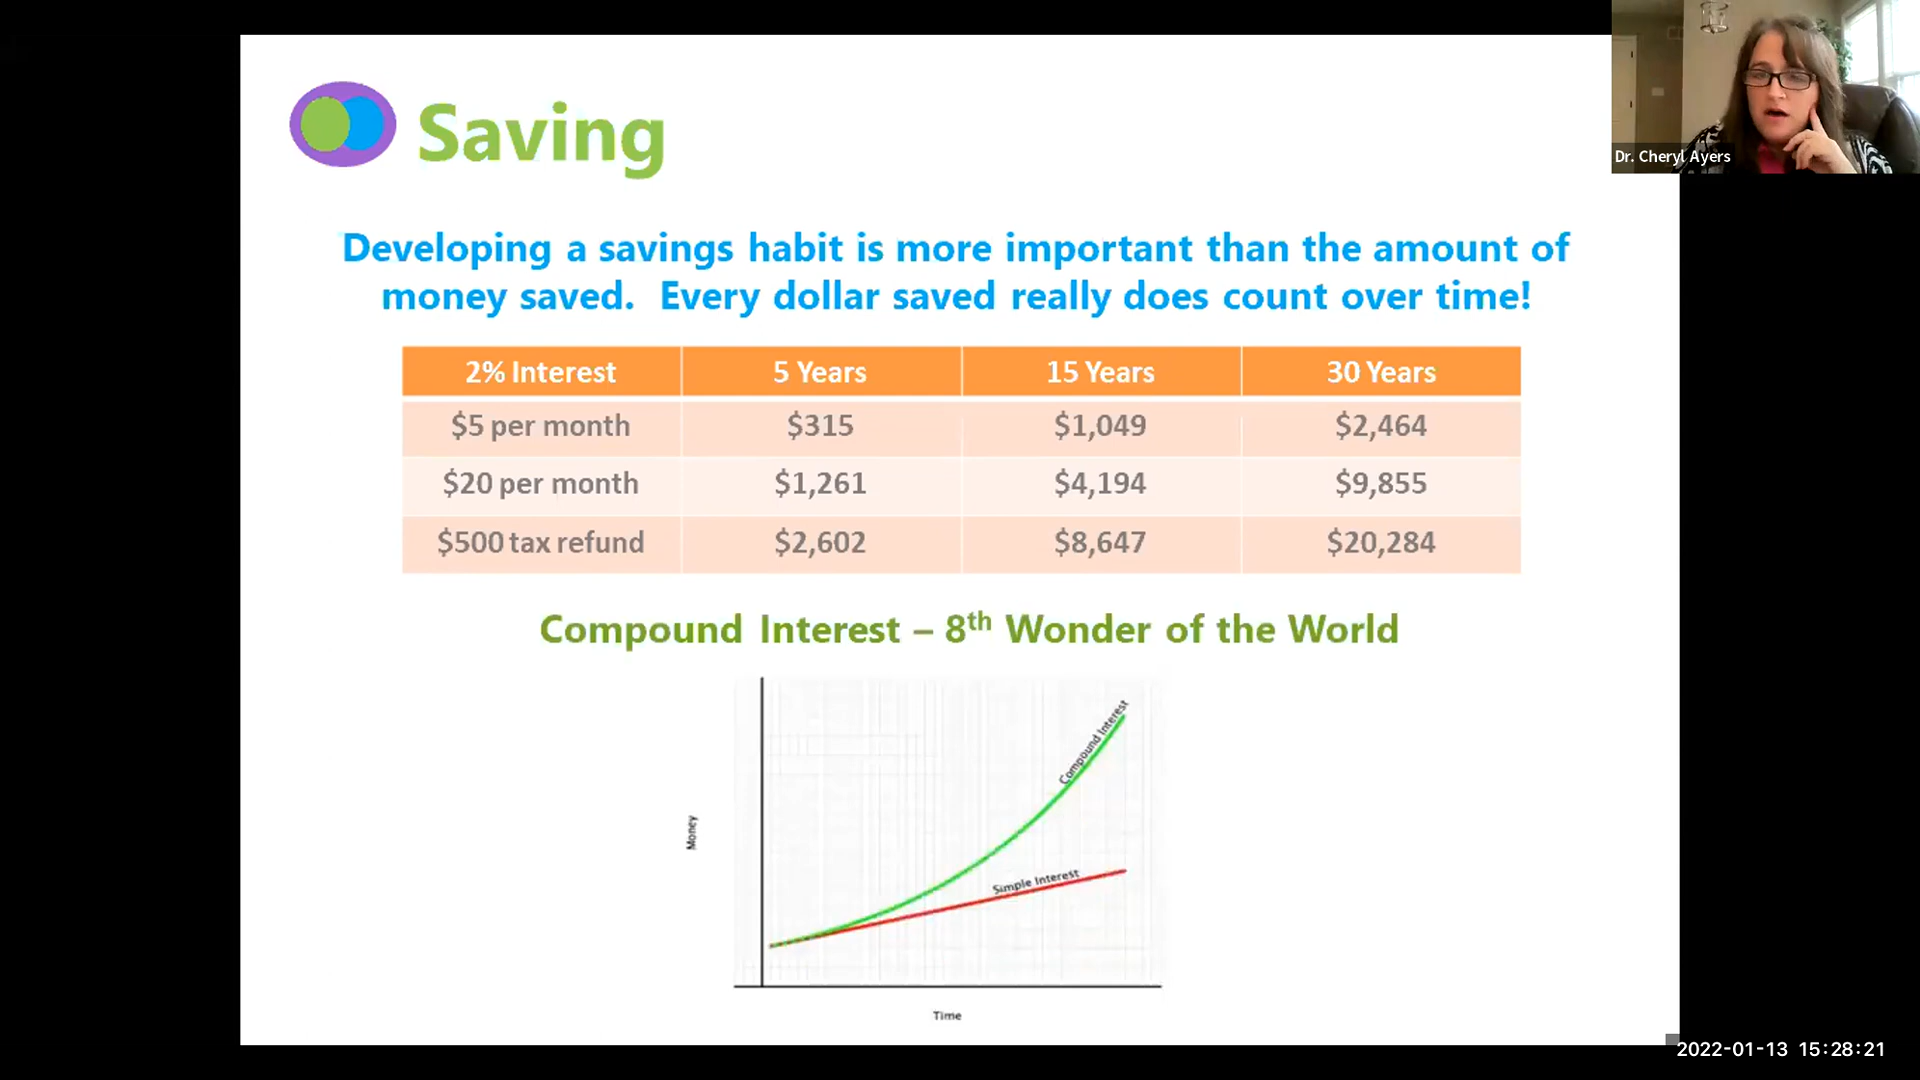 Saving
Dr. Cheryl Ayers
Developing a savings habit is more important than the amount of
money saved. Every dollar saved really does count over time!
2% Interest 5 Years 15 Years 30 Years
$5 per month $315 $1,049 $2,464
$20 per month $1,261 $4,194 $9,855
$500 tax refund $2,602 $8,647 $20,284
Compound Interest – 8th Wonder of the World
Compound Interest
Money
Simple Interest
Time
2022-01-13 15:28:21